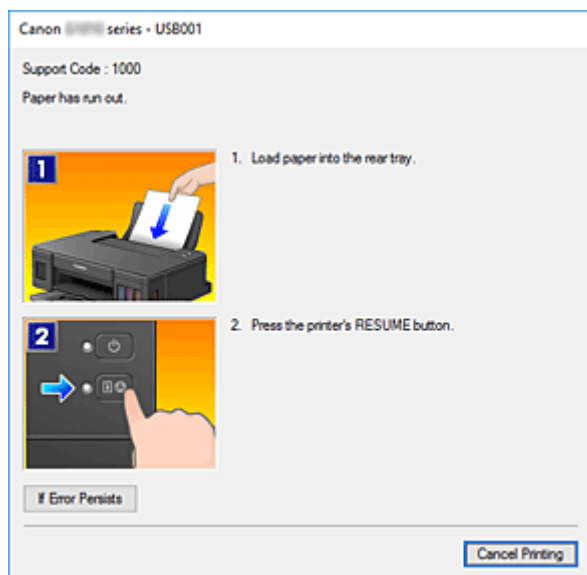 Canon series - USB001
Support Code : 1000
Paper has run out.
1
1. Load paper into the rear tray.
2
2. Press the printer's RESUME button.
If Error Persists
Cancel Printing